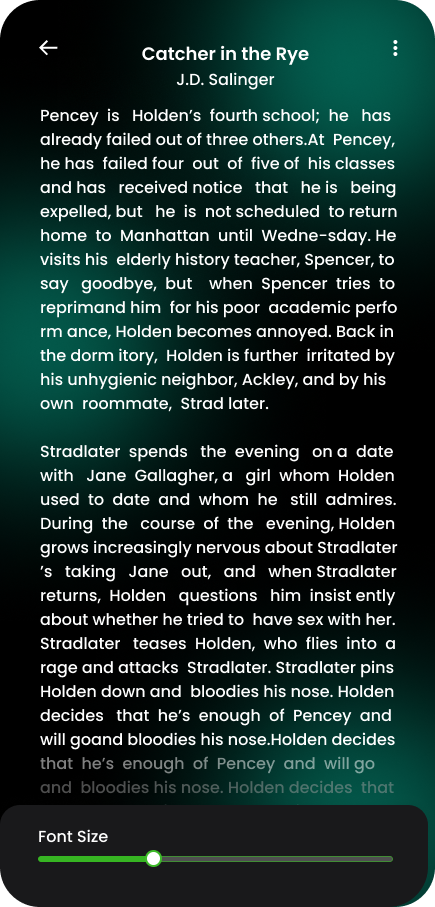 Catcher in the Rye
J.D. Salinger
Pencey is Holden’s fourth school; he has
already failed out of three others.At Pencey,
he has failed four out of five of his classes
and has received notice that he is being
expelled, but he is not scheduled to return
home to Manhattan until Wedne-sday. He
visits his elderly history teacher, Spencer, to
say goodbye, but when Spencer tries to
reprimand him for his poor academic perfo
rm ance, Holden becomes annoyed. Back in
the dorm itory, Holden is further irritated by
his unhygienic neighbor, Ackley, and by his
own roommate, Strad later.
Stradlater spends the evening on a date
with Jane Gallagher, a girl whom Holden
used to date and whom he still admires.
During the course of the evening, Holden
grows increasingly nervous about Stradlater
’s taking Jane out, and when Stradlater
returns, Holden questions him insist ently
about whether he tried to have sex with her.
Stradlater teases Holden, who flies into a
rage and attacks Stradlater. Stradlater pins
Holden down and bloodies his nose. Holden
decides that he’s enough of Pencey and
will goand bloodies his nose.Holden decides
that he’s enough of Pencey and will go
and bloodies his nose. Holden decides that
Font Size